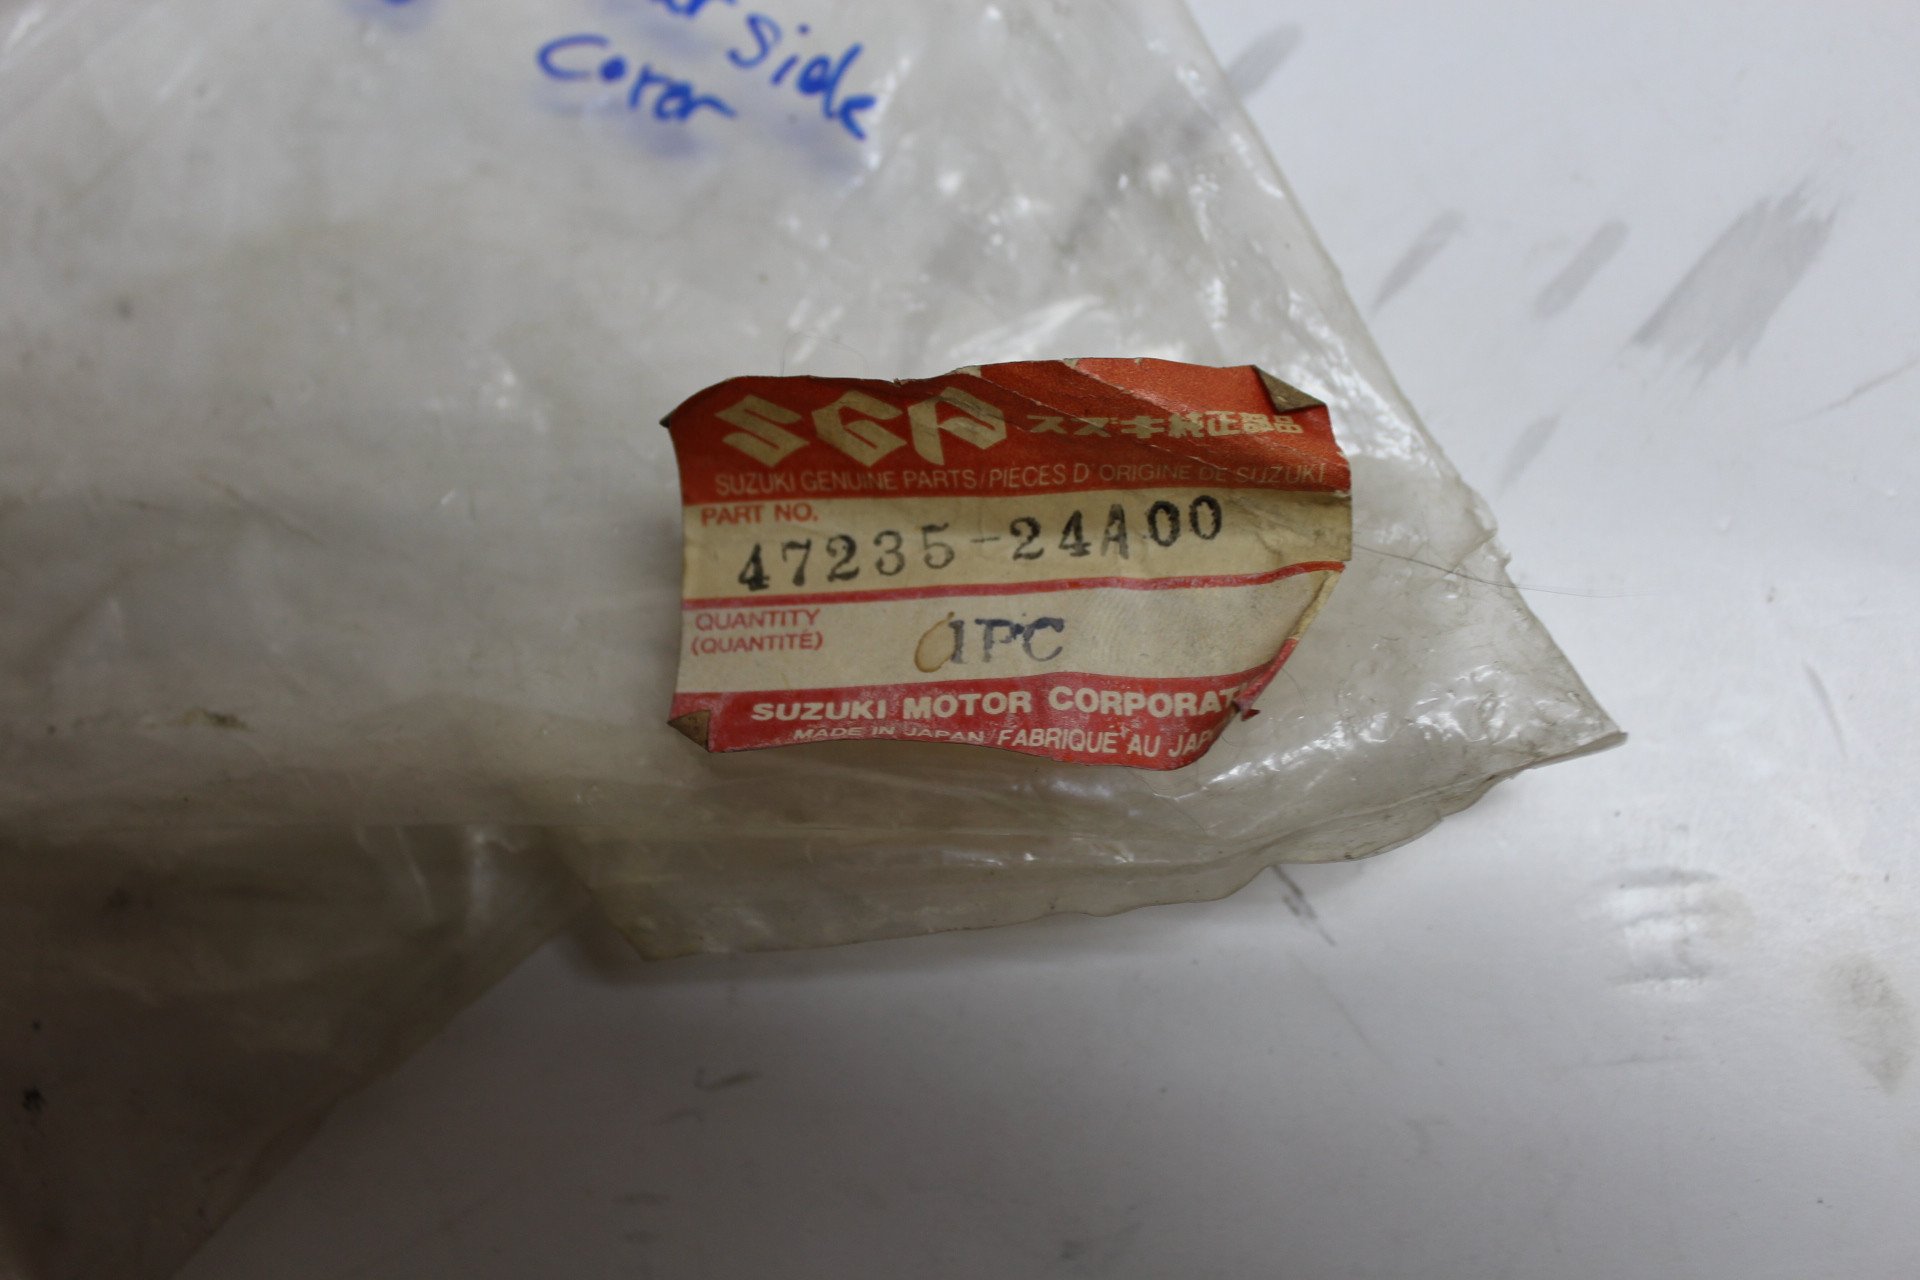 side
Cover
SGP スズキ純正部品
SUZUKI GENUINE PARTS/PIECES D'ORIGINE DE SUZUKI
PART NO.
47235-24A00
QUANTITY
(QUANTITÉ)
1PC
SUZUKI MOTOR CORPORAT
MADE IN JAPAN/FABRIQUÉ AU JAP